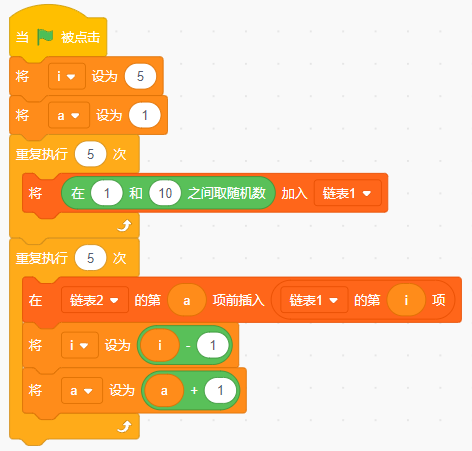 当 被点击
将 i 设为 5
将 a 设为 1
重复执行 5 次
将 在 1 和 10 之间取随机数 加入 链表1
重复执行 5 次
在 链表2 的第 a 项前插入 链表1 的第 i 项
将 i 设为 i - 1
将 a 设为 a + 1